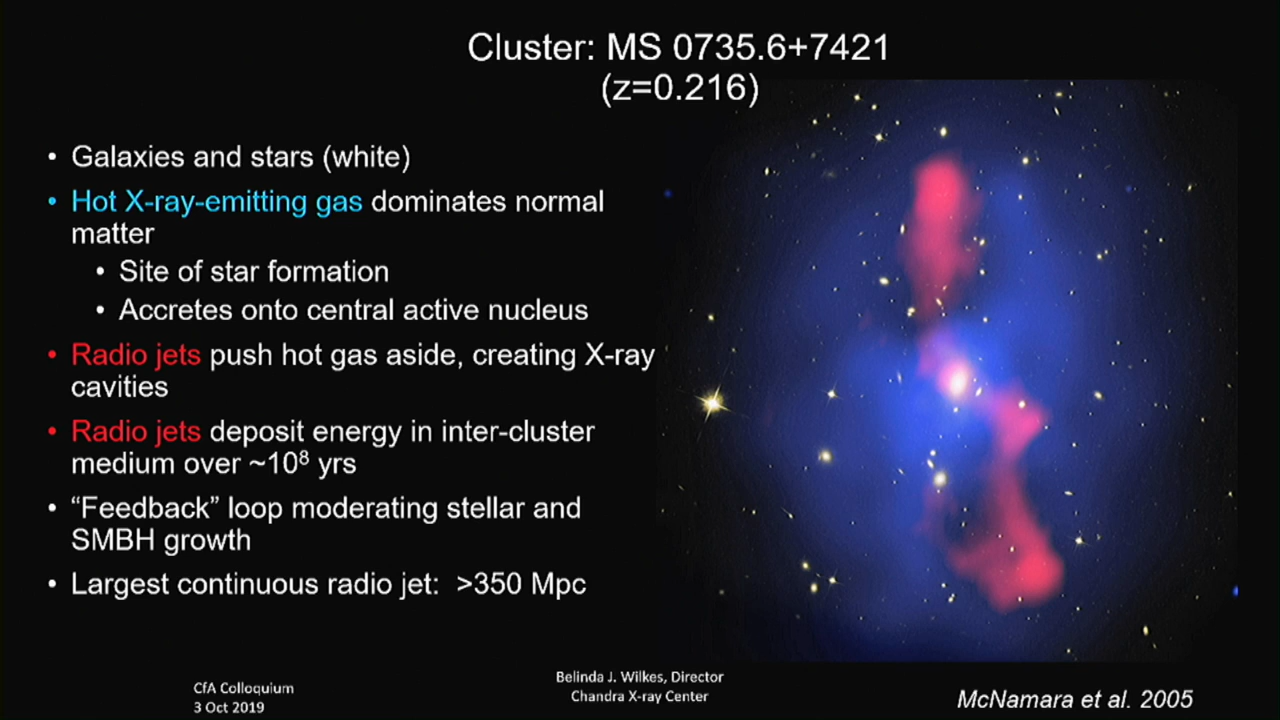 Cluster: MS 0735.6+7421
(z=0.216)
• Galaxies and stars (white)
• Hot X-ray-emitting gas dominates normal
matter
• Site of star formation
• Accretes onto central active nucleus
• Radio jets push hot gas aside, creating X-ray
cavities
• Radio jets deposit energy in inter-cluster
medium over ~10⁸ yrs
• “Feedback” loop moderating stellar and
SMBH growth
• Largest continuous radio jet: >350 Mpc
CfA Colloquium
3 Oct 2019
Belinda J. Wilkes, Director
Chandra X-ray Center
McNamara et al. 2005